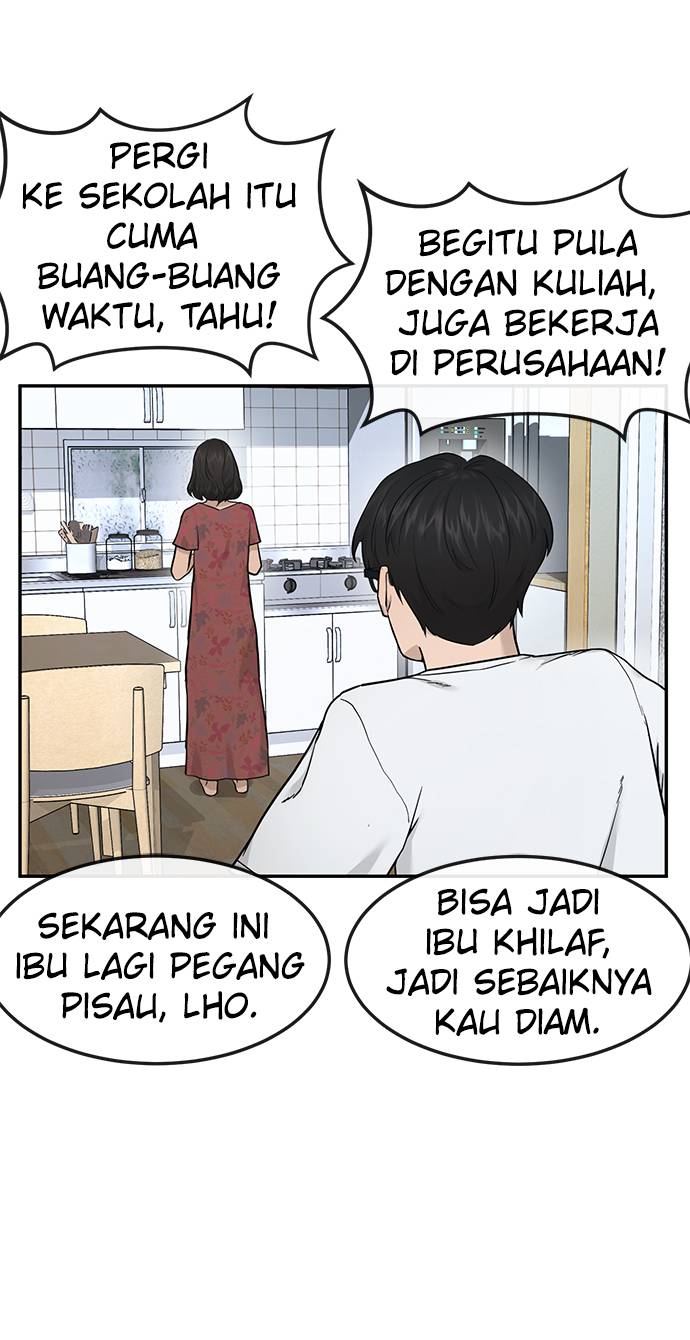 PERGI
KE SEKOLAH ITU
CUMA
BUANG-BUANG
WAKTU, TAHU!
BEGITU PULA
DENGAN KULIAH,
JUGA BEKERJA
DI PERUSAHAAN!
SEKARANG INI
IBU LAGI PEGANG
PISAU, LHO.
BISA JADI
IBU KHILAF,
JADI SEBAIKNYA
KAU DIAM.